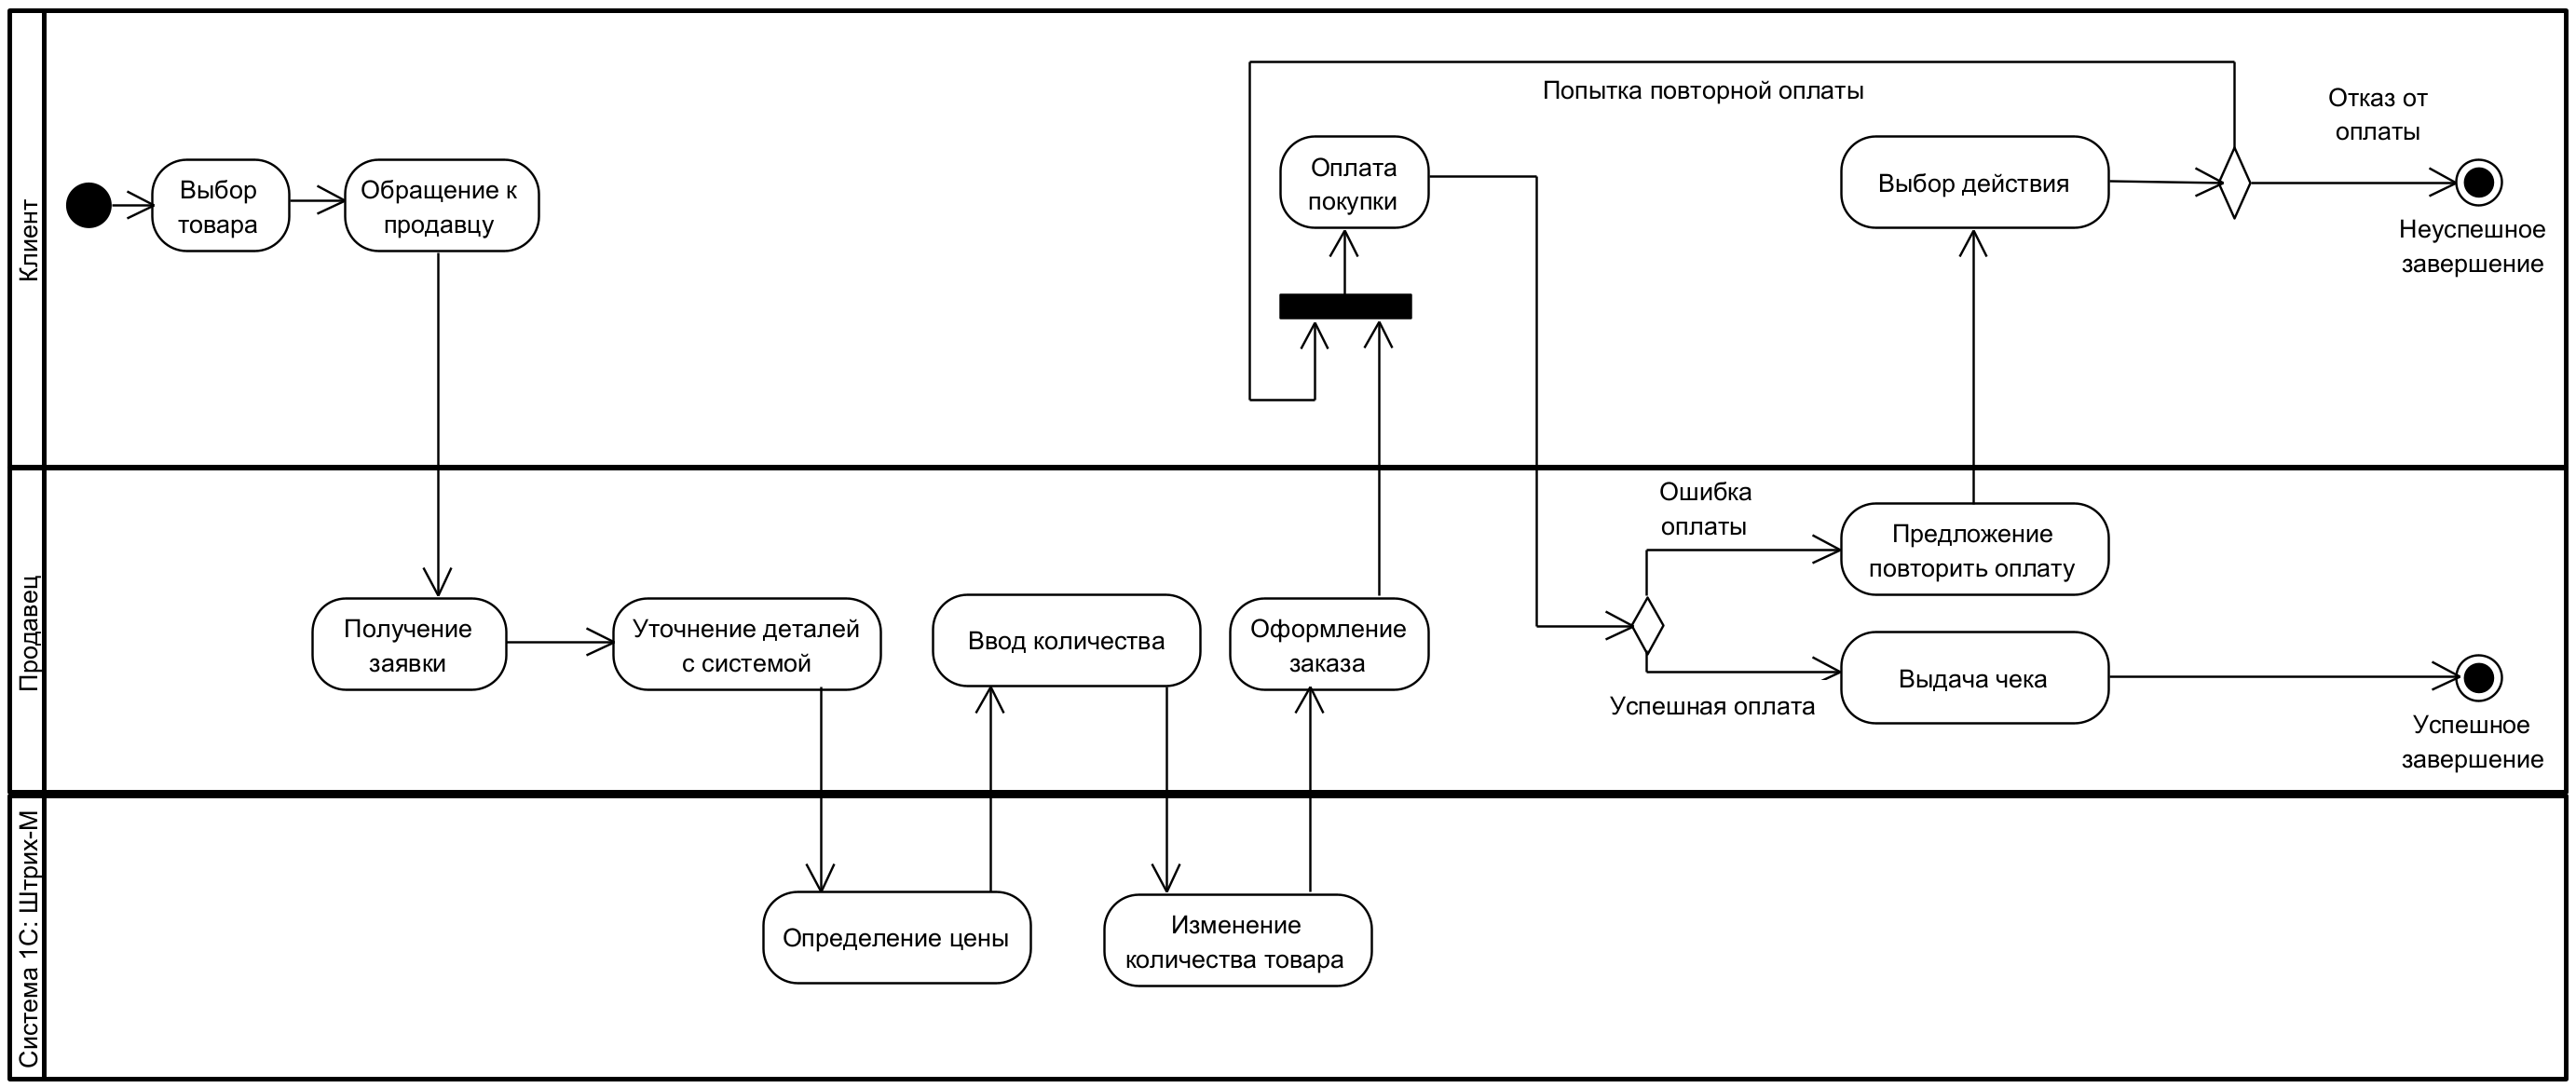 Клиент
Выбор
товара
Обращение к
продавцу
Попытка повторной оплаты
Оплата
покупки
Выбор действия
Отказ от
оплаты
Неуспешное
завершение
Продавец
Получение
заявки
Уточнение деталей
с системой
Ввод количества
Оформление
заказа
Ошибка
оплаты
Предложение
повторить оплату
Успешная оплата
Выдача чека
Успешное
завершение
Система 1С: Штрих-М
Определение цены
Изменение
количества товара